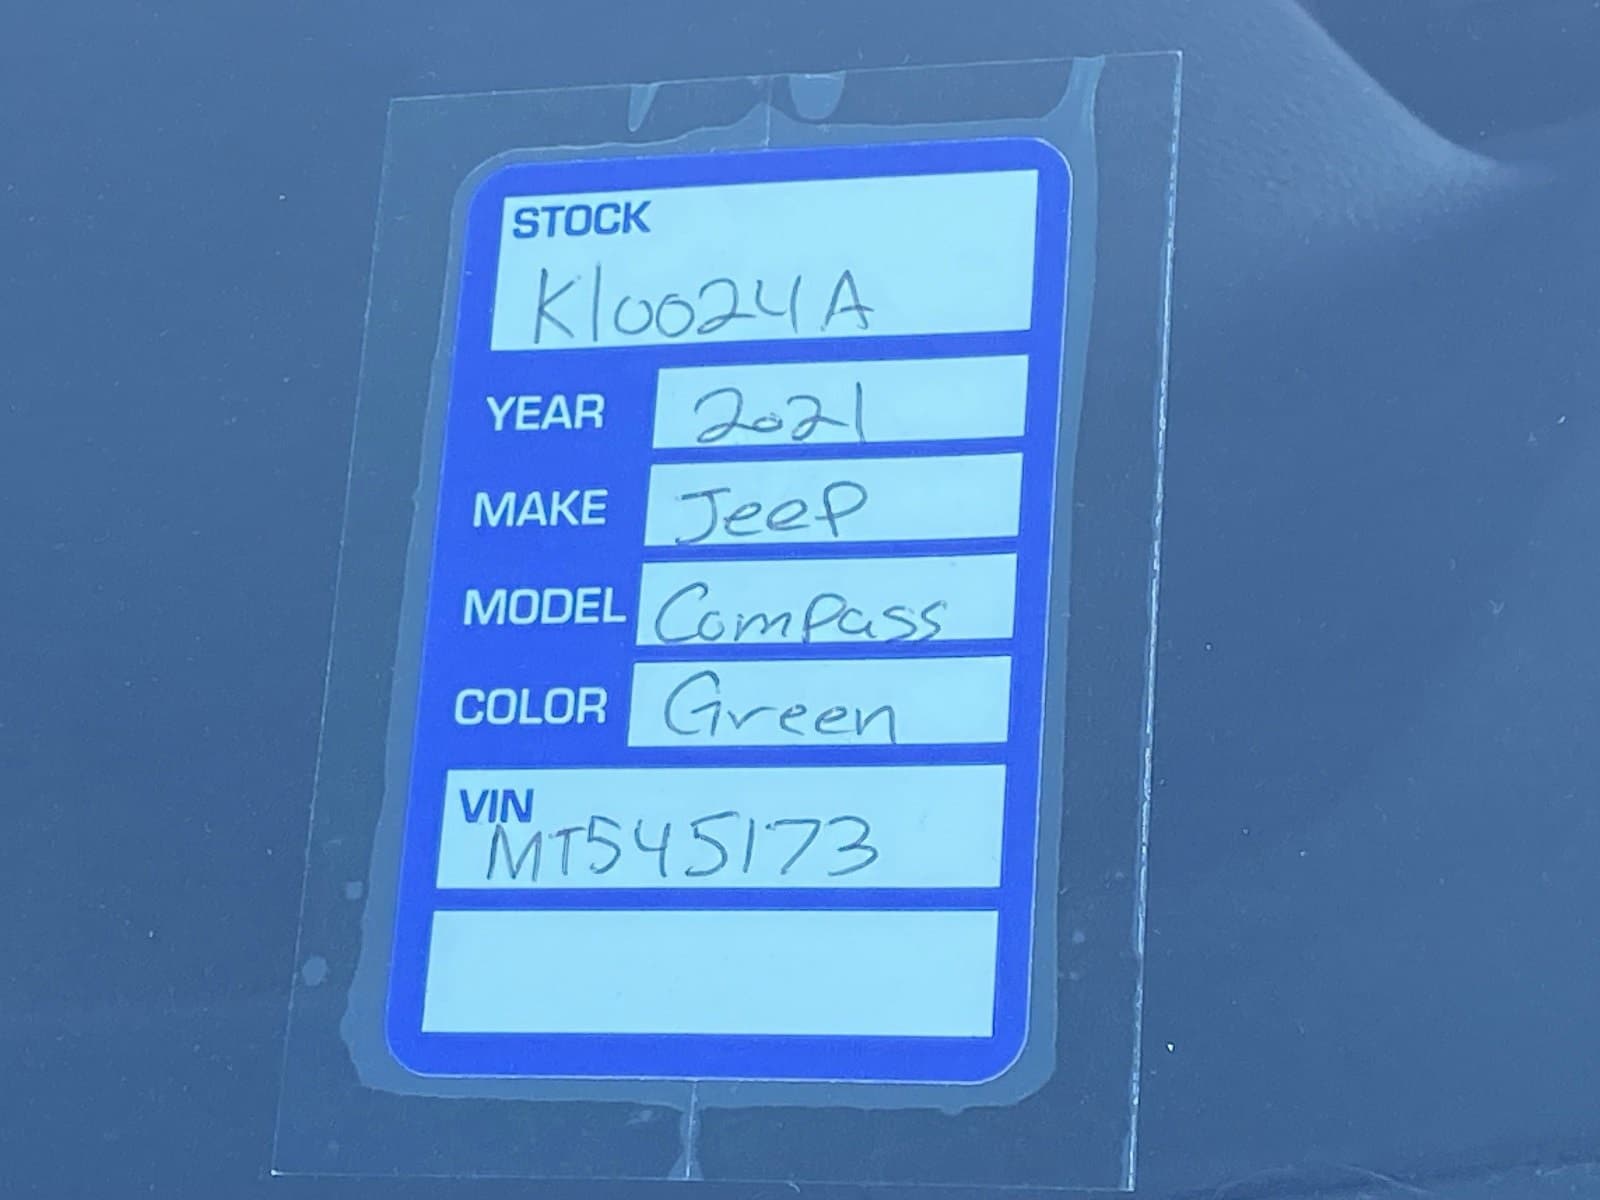 STOCK
K10024A
YEAR 2021
MAKE Jeep
MODEL Compass
COLOR Green
VIN
MT545173